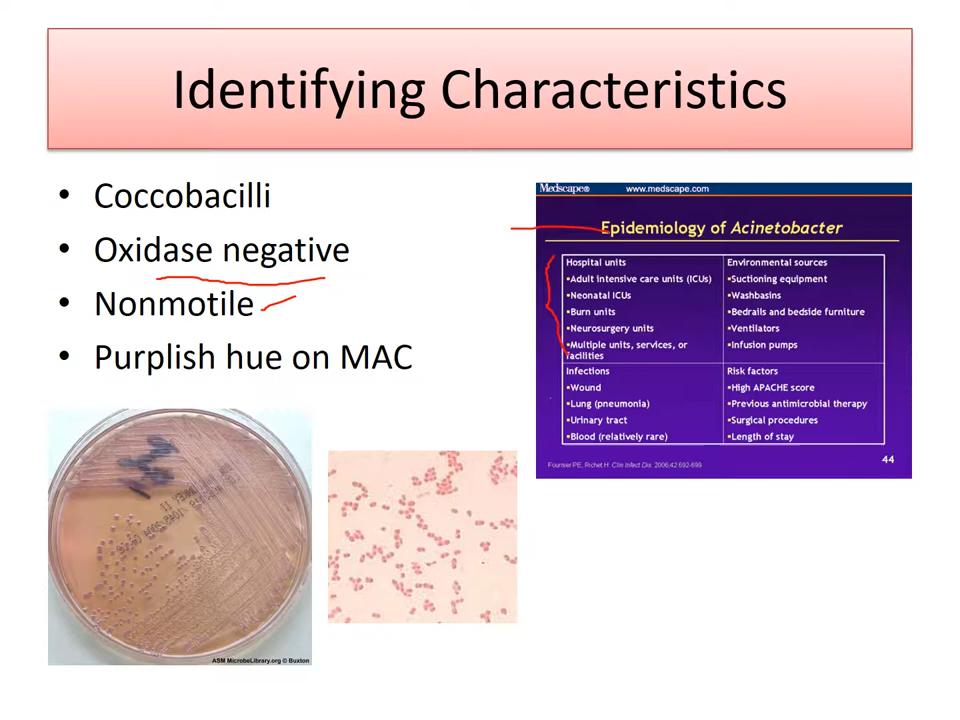 Identifying Characteristics
• Coccobacilli
• Oxidase negative
• Nonmotile
• Purplish hue on MAC
Medscape® www.medscape.com
Epidemiology of Acinetobacter
Hospital units
▪Adult intensive care units (ICUs)
▪Neonatal ICUs
▪Burn units
▪Neurosurgery units
▪Multiple units, services, or
facilities
Environmental sources
▪Suctioning equipment
▪Washbasins
▪Bedrails and bedside furniture
▪Ventilators
▪Infusion pumps
Infections
▪Wound
▪Lung (pneumonia)
▪Urinary tract
▪Blood (relatively rare)
Risk factors
▪High APACHE score
▪Previous antimicrobial therapy
▪Surgical procedures
▪Length of stay
Fournier PE, Richet H. Clin Infect Dis. 2006;42:692-699
44
ASM MicrobeLibrary.org © Buxton